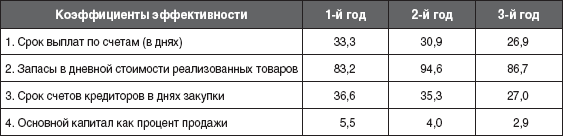 Коэффициенты эффективности 1-й год 2-й год 3-й год
1. Срок выплат по счетам (в днях) 33,3 30,9 26,9
2. Запасы в дневной стоимости реализованных товаров 83,2 94,6 86,7
3. Срок счетов кредиторов в днях закупки 36,6 35,3 27,0
4. Основной капитал как процент продажи 5,5 4,0 2,9